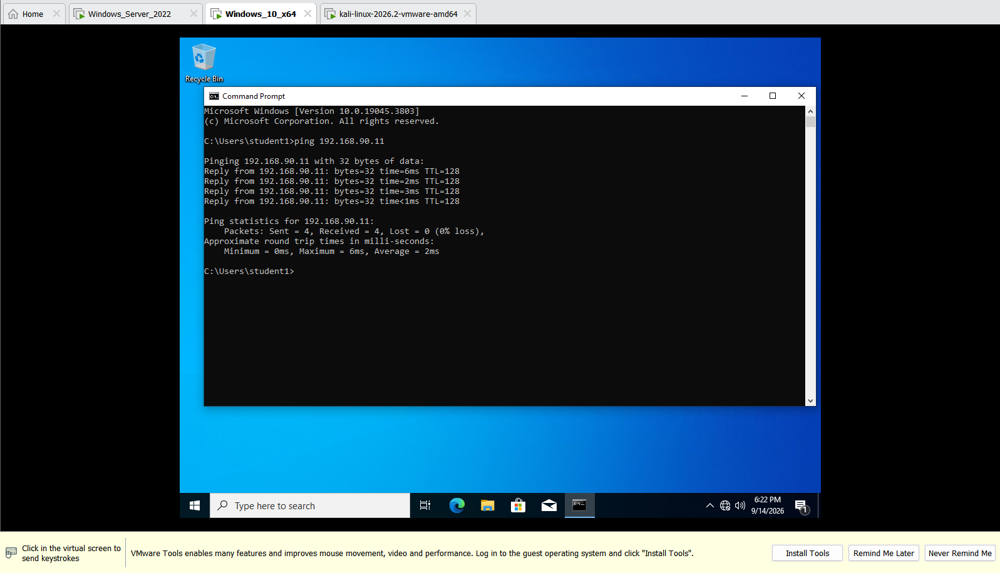 Home
Windows_Server_2022
Windows_10_x64
kali-linux-2026.2-vmware-amd64
Recycle Bin
Command Prompt
Microsoft Windows [Version 10.0.19045.3803]
(c) Microsoft Corporation. All rights reserved.
C:\Users\student1>ping 192.168.90.11
Pinging 192.168.90.11 with 32 bytes of data:
Reply from 192.168.90.11: bytes=32 time=6ms TTL=128
Reply from 192.168.90.11: bytes=32 time=2ms TTL=128
Reply from 192.168.90.11: bytes=32 time=3ms TTL=128
Reply from 192.168.90.11: bytes=32 time<1ms TTL=128
Ping statistics for 192.168.90.11:
    Packets: Sent = 4, Received = 4, Lost = 0 (0% loss),
Approximate round trip times in milli-seconds:
    Minimum = 0ms, Maximum = 6ms, Average = 2ms
C:\Users\student1>
Type here to search
6:22 PM
9/14/2026
1
Click in the virtual screen to
send keystrokes
VMware Tools enables many features and improves mouse movement, video and performance. Log in to the guest operating system and click "Install Tools".
Install Tools
Remind Me Later
Never Remind Me